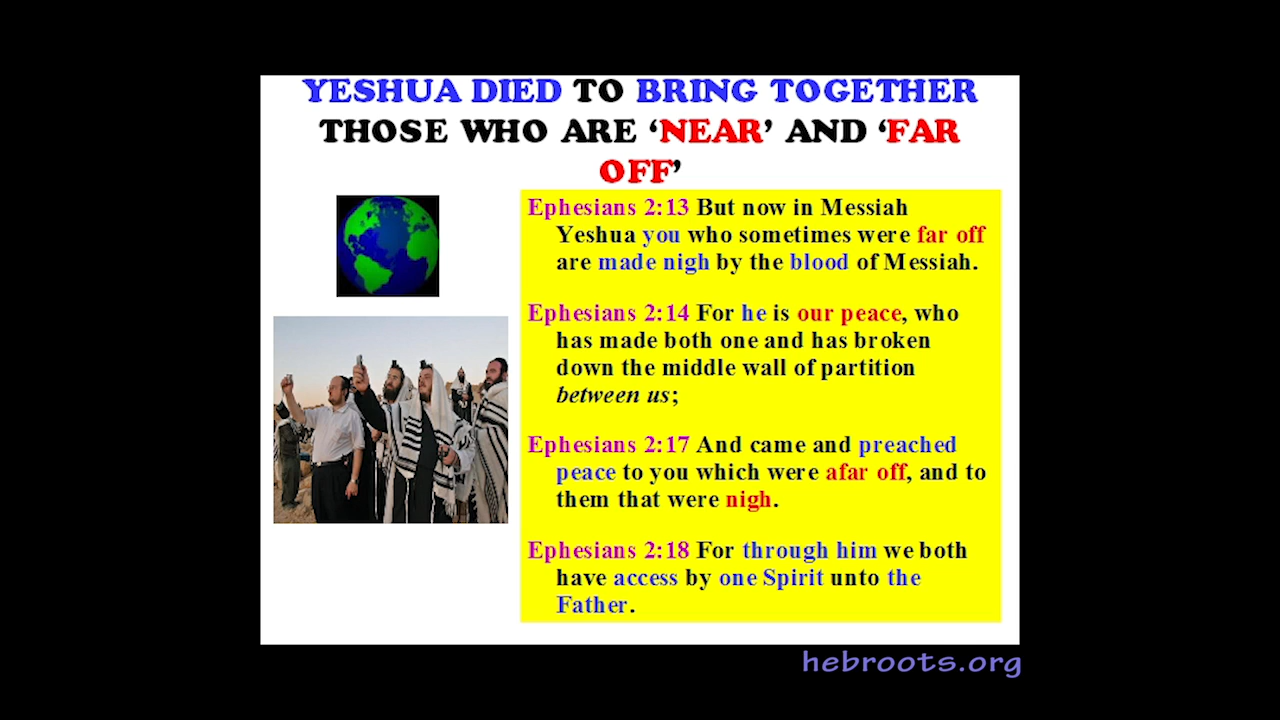 YESHUA DIED TO BRING TOGETHER
THOSE WHO ARE ‘NEAR’ AND ‘FAR
OFF’
Ephesians 2:13 But now in Messiah
Yeshua you who sometimes were far off
are made nigh by the blood of Messiah.
Ephesians 2:14 For he is our peace, who
has made both one and has broken
down the middle wall of partition
between us;
Ephesians 2:17 And came and preached
peace to you which were afar off, and to
them that were nigh.
Ephesians 2:18 For through him we both
have access by one Spirit unto the
Father.
hebroots.org